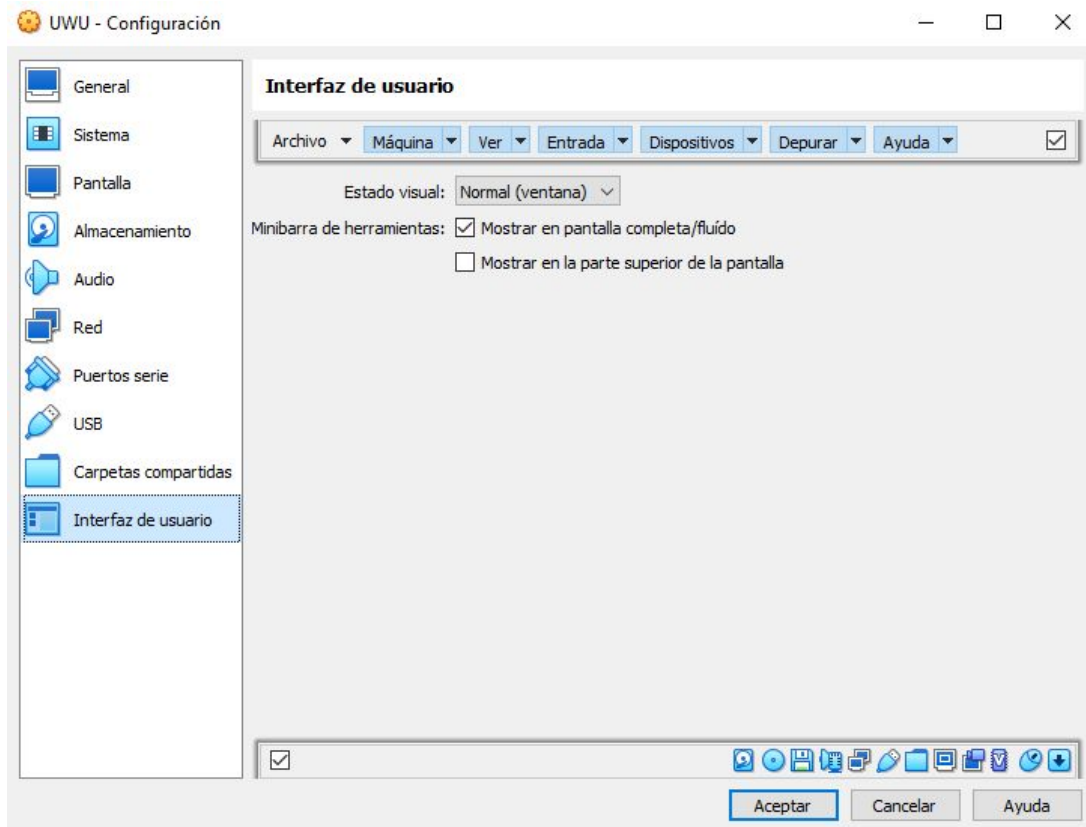 UWU - Configuración
General
Sistema
Pantalla
Almacenamiento
Audio
Red
Puertos serie
USB
Carpetas compartidas
Interfaz de usuario
Interfaz de usuario
Archivo Máquina Ver Entrada Dispositivos Depurar Ayuda
Estado visual: Normal (ventana)
Minibarra de herramientas: Mostrar en pantalla completa/fluído
Mostrar en la parte superior de la pantalla
Aceptar Cancelar Ayuda